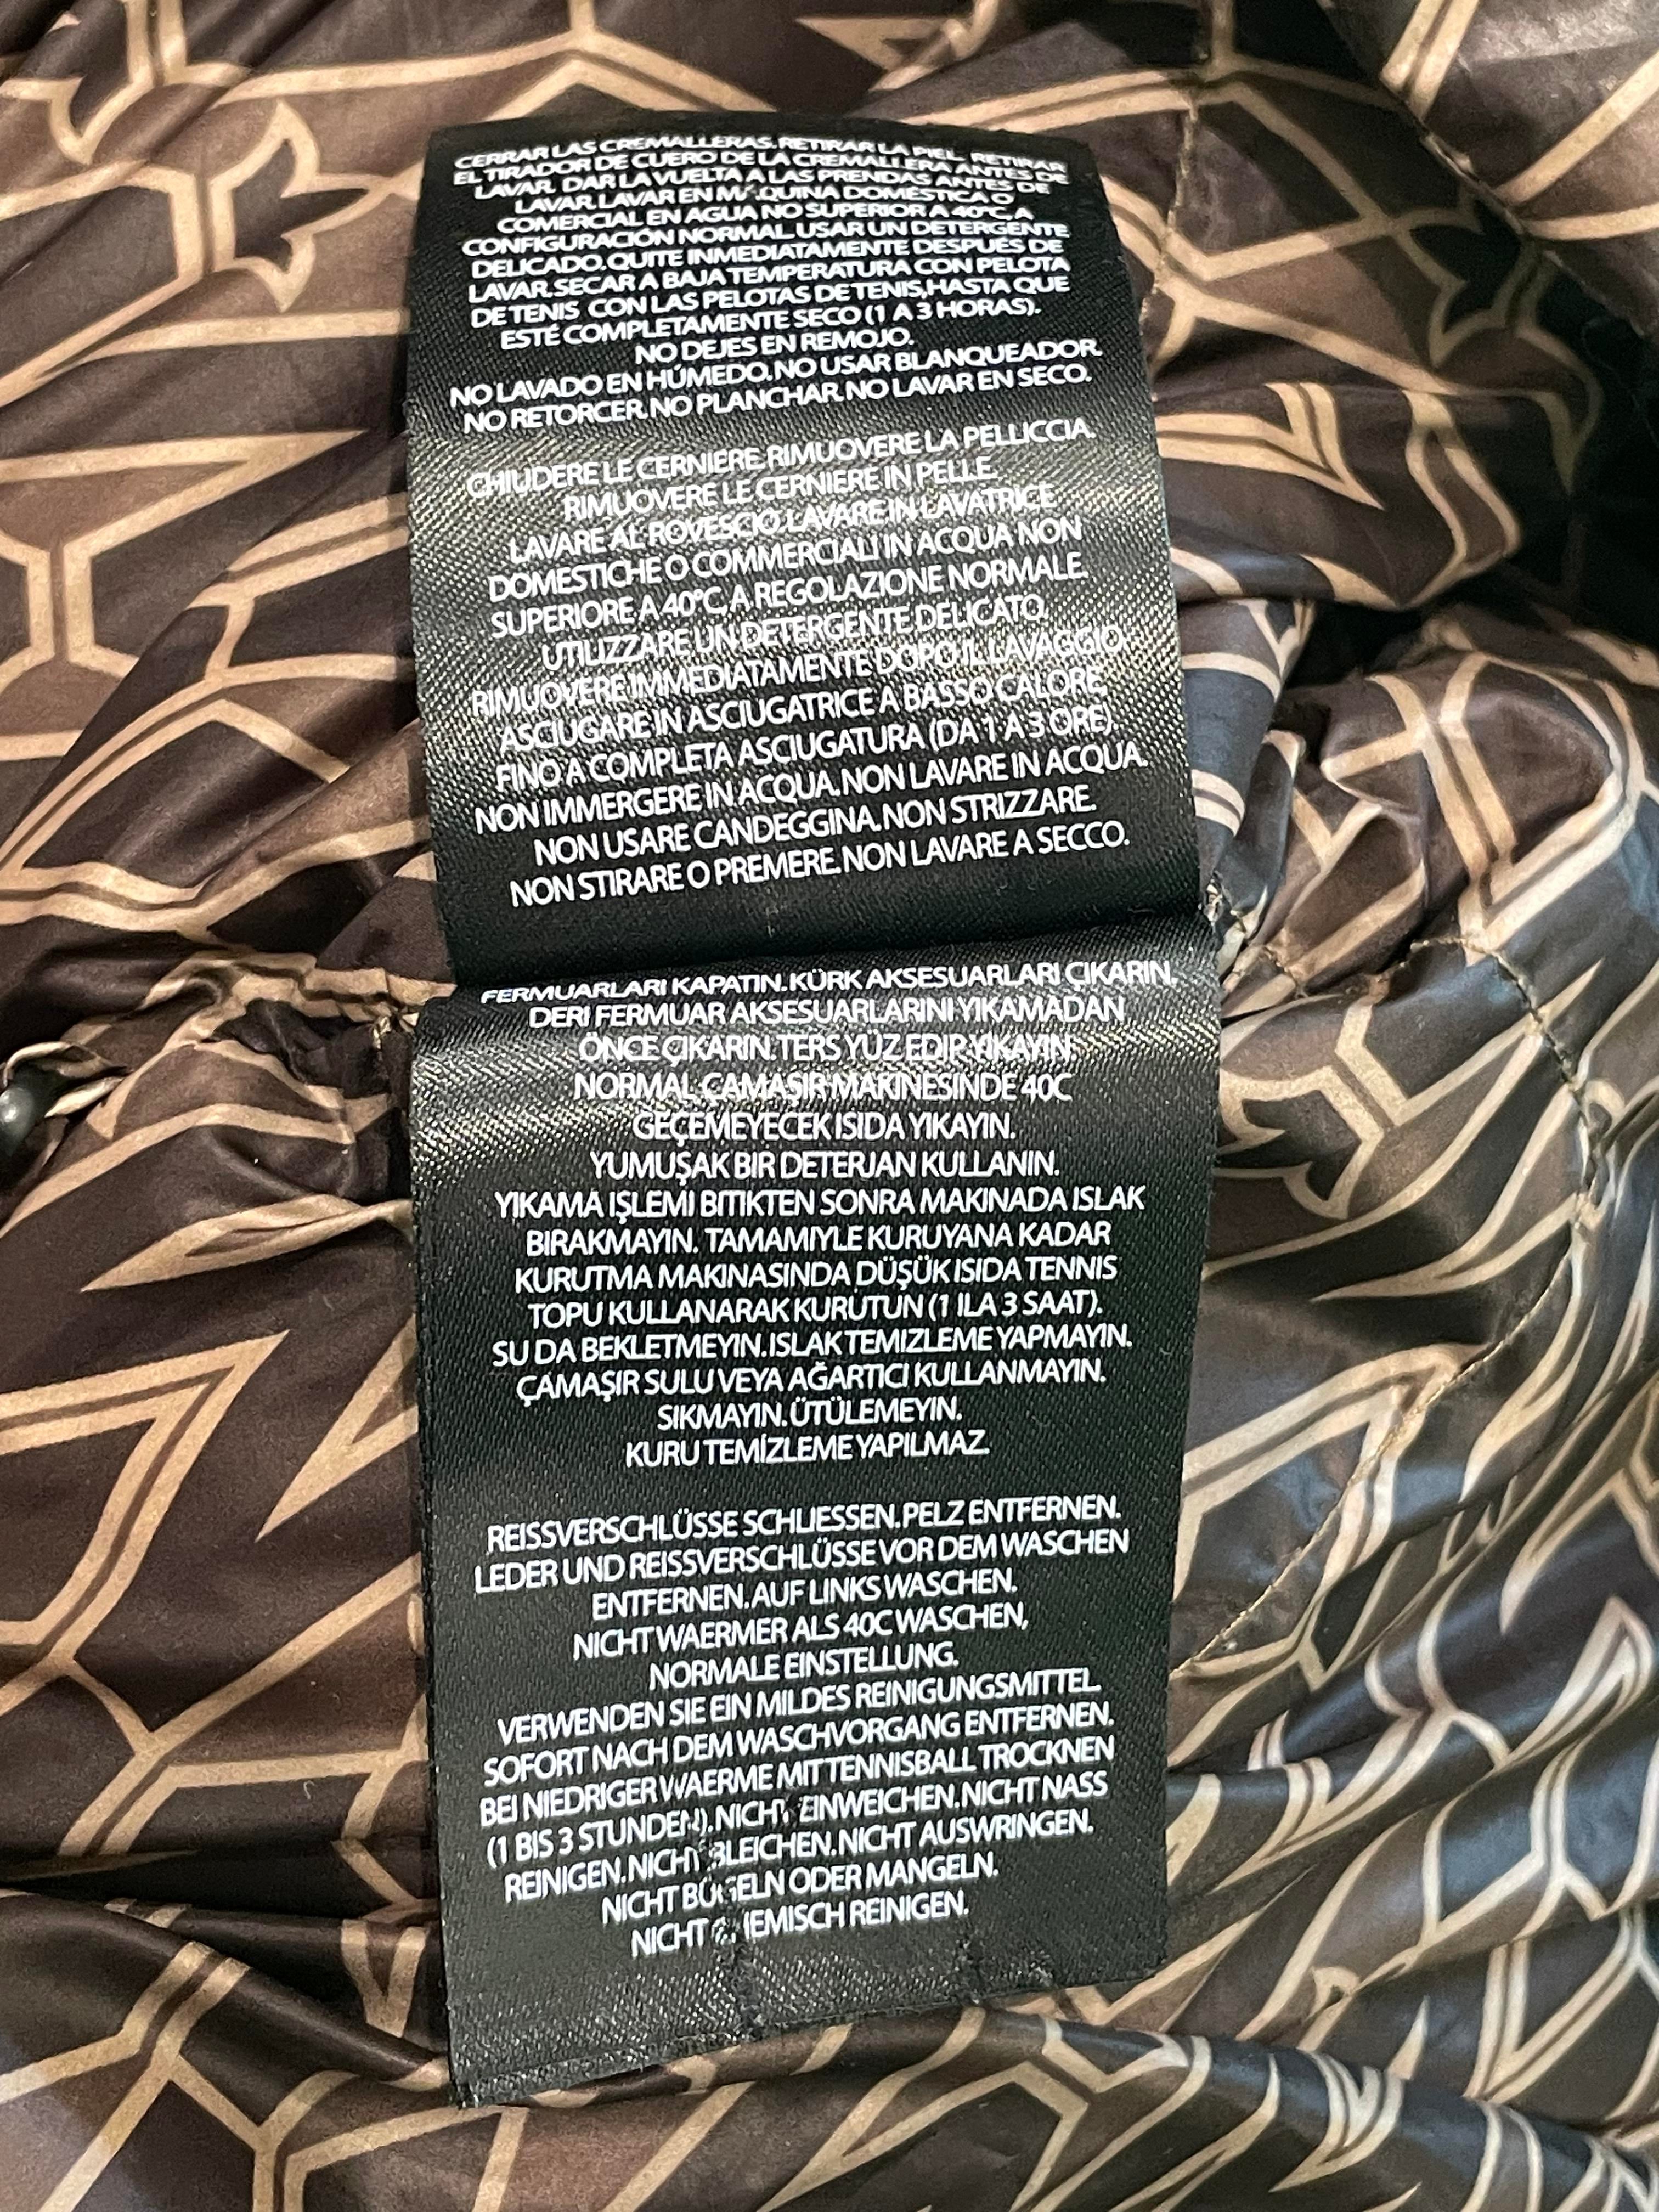 CERRAR LAS CREMALLERAS. RETIRAR LA PIEL. RETIRAR
EL TIRADOR DE CUERO DE LA CREMALLERA ANTES DE
LAVAR. DAR LA VUELTA A LAS PRENDAS ANTES DE
LAVAR. LAVAR EN MÁQUINA DOMÉSTICA O
COMERCIAL EN AGUA NO SUPERIOR A 40°C, A
CONFIGURACIÓN NORMAL. USAR UN DETERGENTE
DELICADO. QUITE INMEDIATAMENTE DESPUÉS DE
LAVAR. SECAR A BAJA TEMPERATURA CON PELOTA
DE TENIS CON LAS PELOTAS DE TENIS, HASTA QUE
ESTÉ COMPLETAMENTE SECO (1 A 3 HORAS).
NO DEJES EN REMOJO.
NO LAVADO EN HÚMEDO. NO USAR BLANQUEADOR.
NO RETORCER. NO PLANCHAR. NO LAVAR EN SECO.
CHIUDERE LE CERNIERE. RIMUOVERE LA PELLICCIA.
RIMUOVERE LE CERNIERE IN PELLE.
LAVARE AL ROVESCIO. LAVARE IN LAVATRICE
DOMESTICHE O COMMERCIALI IN ACQUA NON
SUPERIORE A 40°C, A REGOLAZIONE NORMALE.
UTILIZZARE UN DETERGENTE DELICATO.
RIMUOVERE IMMEDIATAMENTE DOPO IL LAVAGGIO
ASCIUGARE IN ASCIUGATRICE A BASSO CALORE,
FINO A COMPLETA ASCIUGATURA (DA 1 A 3 ORE).
NON IMMERGERE IN ACQUA. NON LAVARE IN ACQUA.
NON USARE CANDEGGINA. NON STRIZZARE.
NON STIRARE O PREMERE. NON LAVARE A SECCO.
FERMUARLARI KAPATIN. KÜRK AKSESUARLARI ÇIKARIN,
DERI FERMUAR AKSESUARLARINI YIKAMADAN
ÖNCE ÇIKARIN. TERS YÜZ EDIP YIKAYIN.
NORMAL ÇAMAŞIR MAKINESINDE 40C
GEÇEMEYECEK ISIDA YIKAYIN.
YUMUŞAK BIR DETERJAN KULLANIN.
YIKAMA IŞLEMI BITIKTEN SONRA MAKINADA ISLAK
BIRAKMAYIN. TAMAMIYLE KURUYANA KADAR
KURUTMA MAKINASINDA DÜŞÜK ISIDA TENNIS
TOPU KULLANARAK KURUTUN (1 ILA 3 SAAT).
SU DA BEKLETMEYIN. ISLAK TEMIZLEME YAPMAYIN.
ÇAMAŞIR SULU VEYA AĞARTICI KULLANMAYIN.
SIKMAYIN. ÜTÜLEMEYIN.
KURU TEMİZLEME YAPILMAZ.
REISSVERSCHLÜSSE SCHLIESSEN. PELZ ENTFERNEN.
LEDER UND REISSVERSCHLÜSSE VOR DEM WASCHEN
ENTFERNEN. AUF LINKS WASCHEN.
NICHT WAERMER ALS 40C WASCHEN,
NORMALE EINSTELLUNG.
VERWENDEN SIE EIN MILDES REINIGUNGSMITTEL.
SOFORT NACH DEM WASCHVORGANG ENTFERNEN.
BEI NIEDRIGER WAERME MIT TENNISBALL TROCKNEN
(1 BIS 3 STUNDEN). NICHT EINWEICHEN. NICHT NASS
REINIGEN. NICHT BLEICHEN. NICHT AUSWRINGEN.
NICHT BÜGELN ODER MANGELN.
NICHT CHEMISCH REINIGEN.